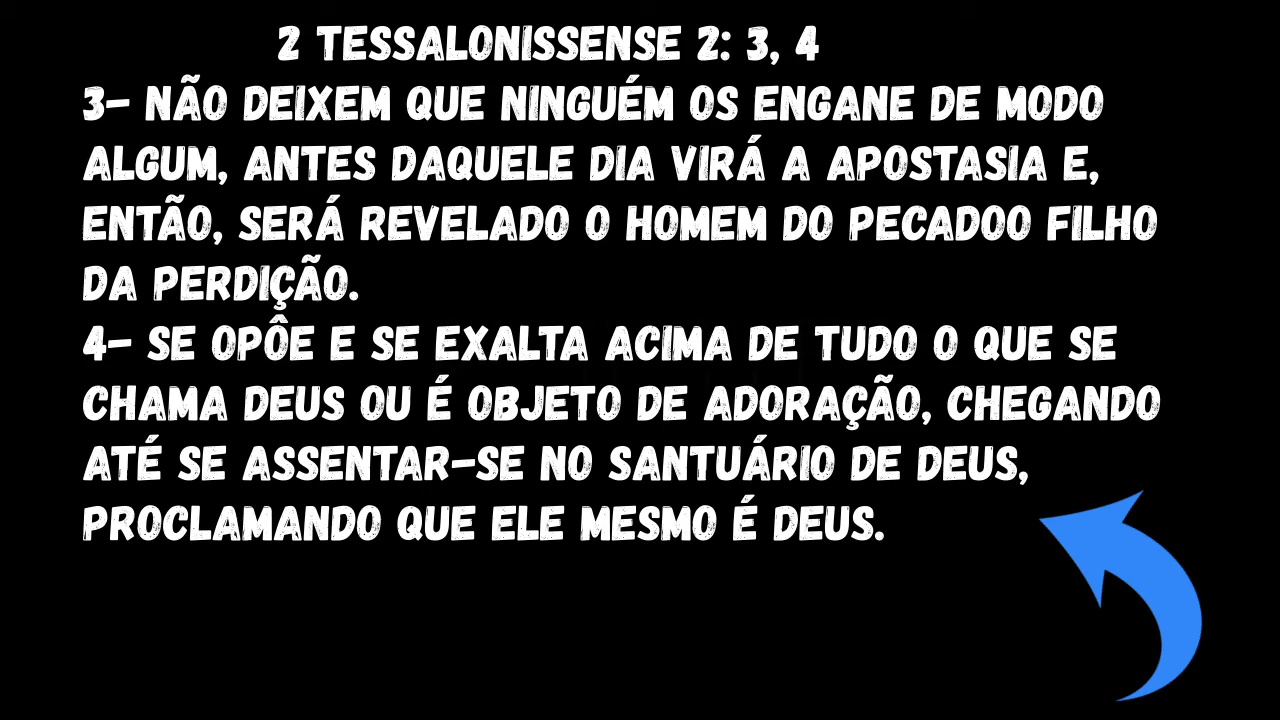 2 TESSALONISSENSE 2: 3, 4
3- NÃO DEIXEM QUE NINGUÉM OS ENGANE DE MODO
ALGUM, ANTES DAQUELE DIA VIRÁ A APOSTASIA E,
ENTÃO, SERÁ REVELADO O HOMEM DO PECADOO FILHO
DA PERDIÇÃO.
4- SE OPÔE E SE EXALTA ACIMA DE TUDO O QUE SE
CHAMA DEUS OU É OBJETO DE ADORAÇÃO, CHEGANDO
ATÉ SE ASSENTAR-SE NO SANTUÁRIO DE DEUS,
PROCLAMANDO QUE ELE MESMO É DEUS.